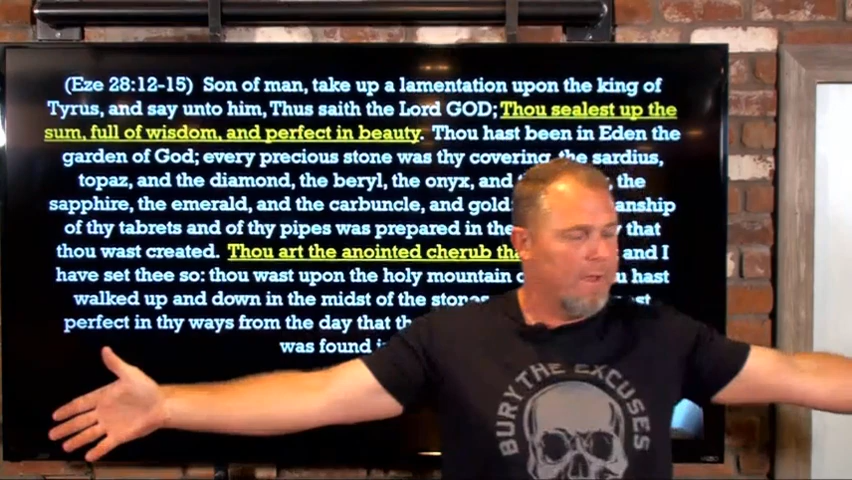 (Eze 28:12-15) Son of man, take up a lamentation upon the king of
Tyrus, and say unto him, Thus saith the Lord GOD; Thou sealest up the
sum, full of wisdom, and perfect in beauty. Thou hast been in Eden the
garden of God; every precious stone was thy covering, the sardius,
topaz, and the diamond, the beryl, the onyx, and the
sapphire, the emerald, and the carbuncle, and gold
of thy tabrets and of thy pipes was prepared in that
thou wast created. Thou art the anointed cherub and I
have set thee so: thou wast upon the holy mountain hast
walked up and down in the midst of the
perfect in thy ways from the day that
was found
BURY THE EXCUSES
VIZIO